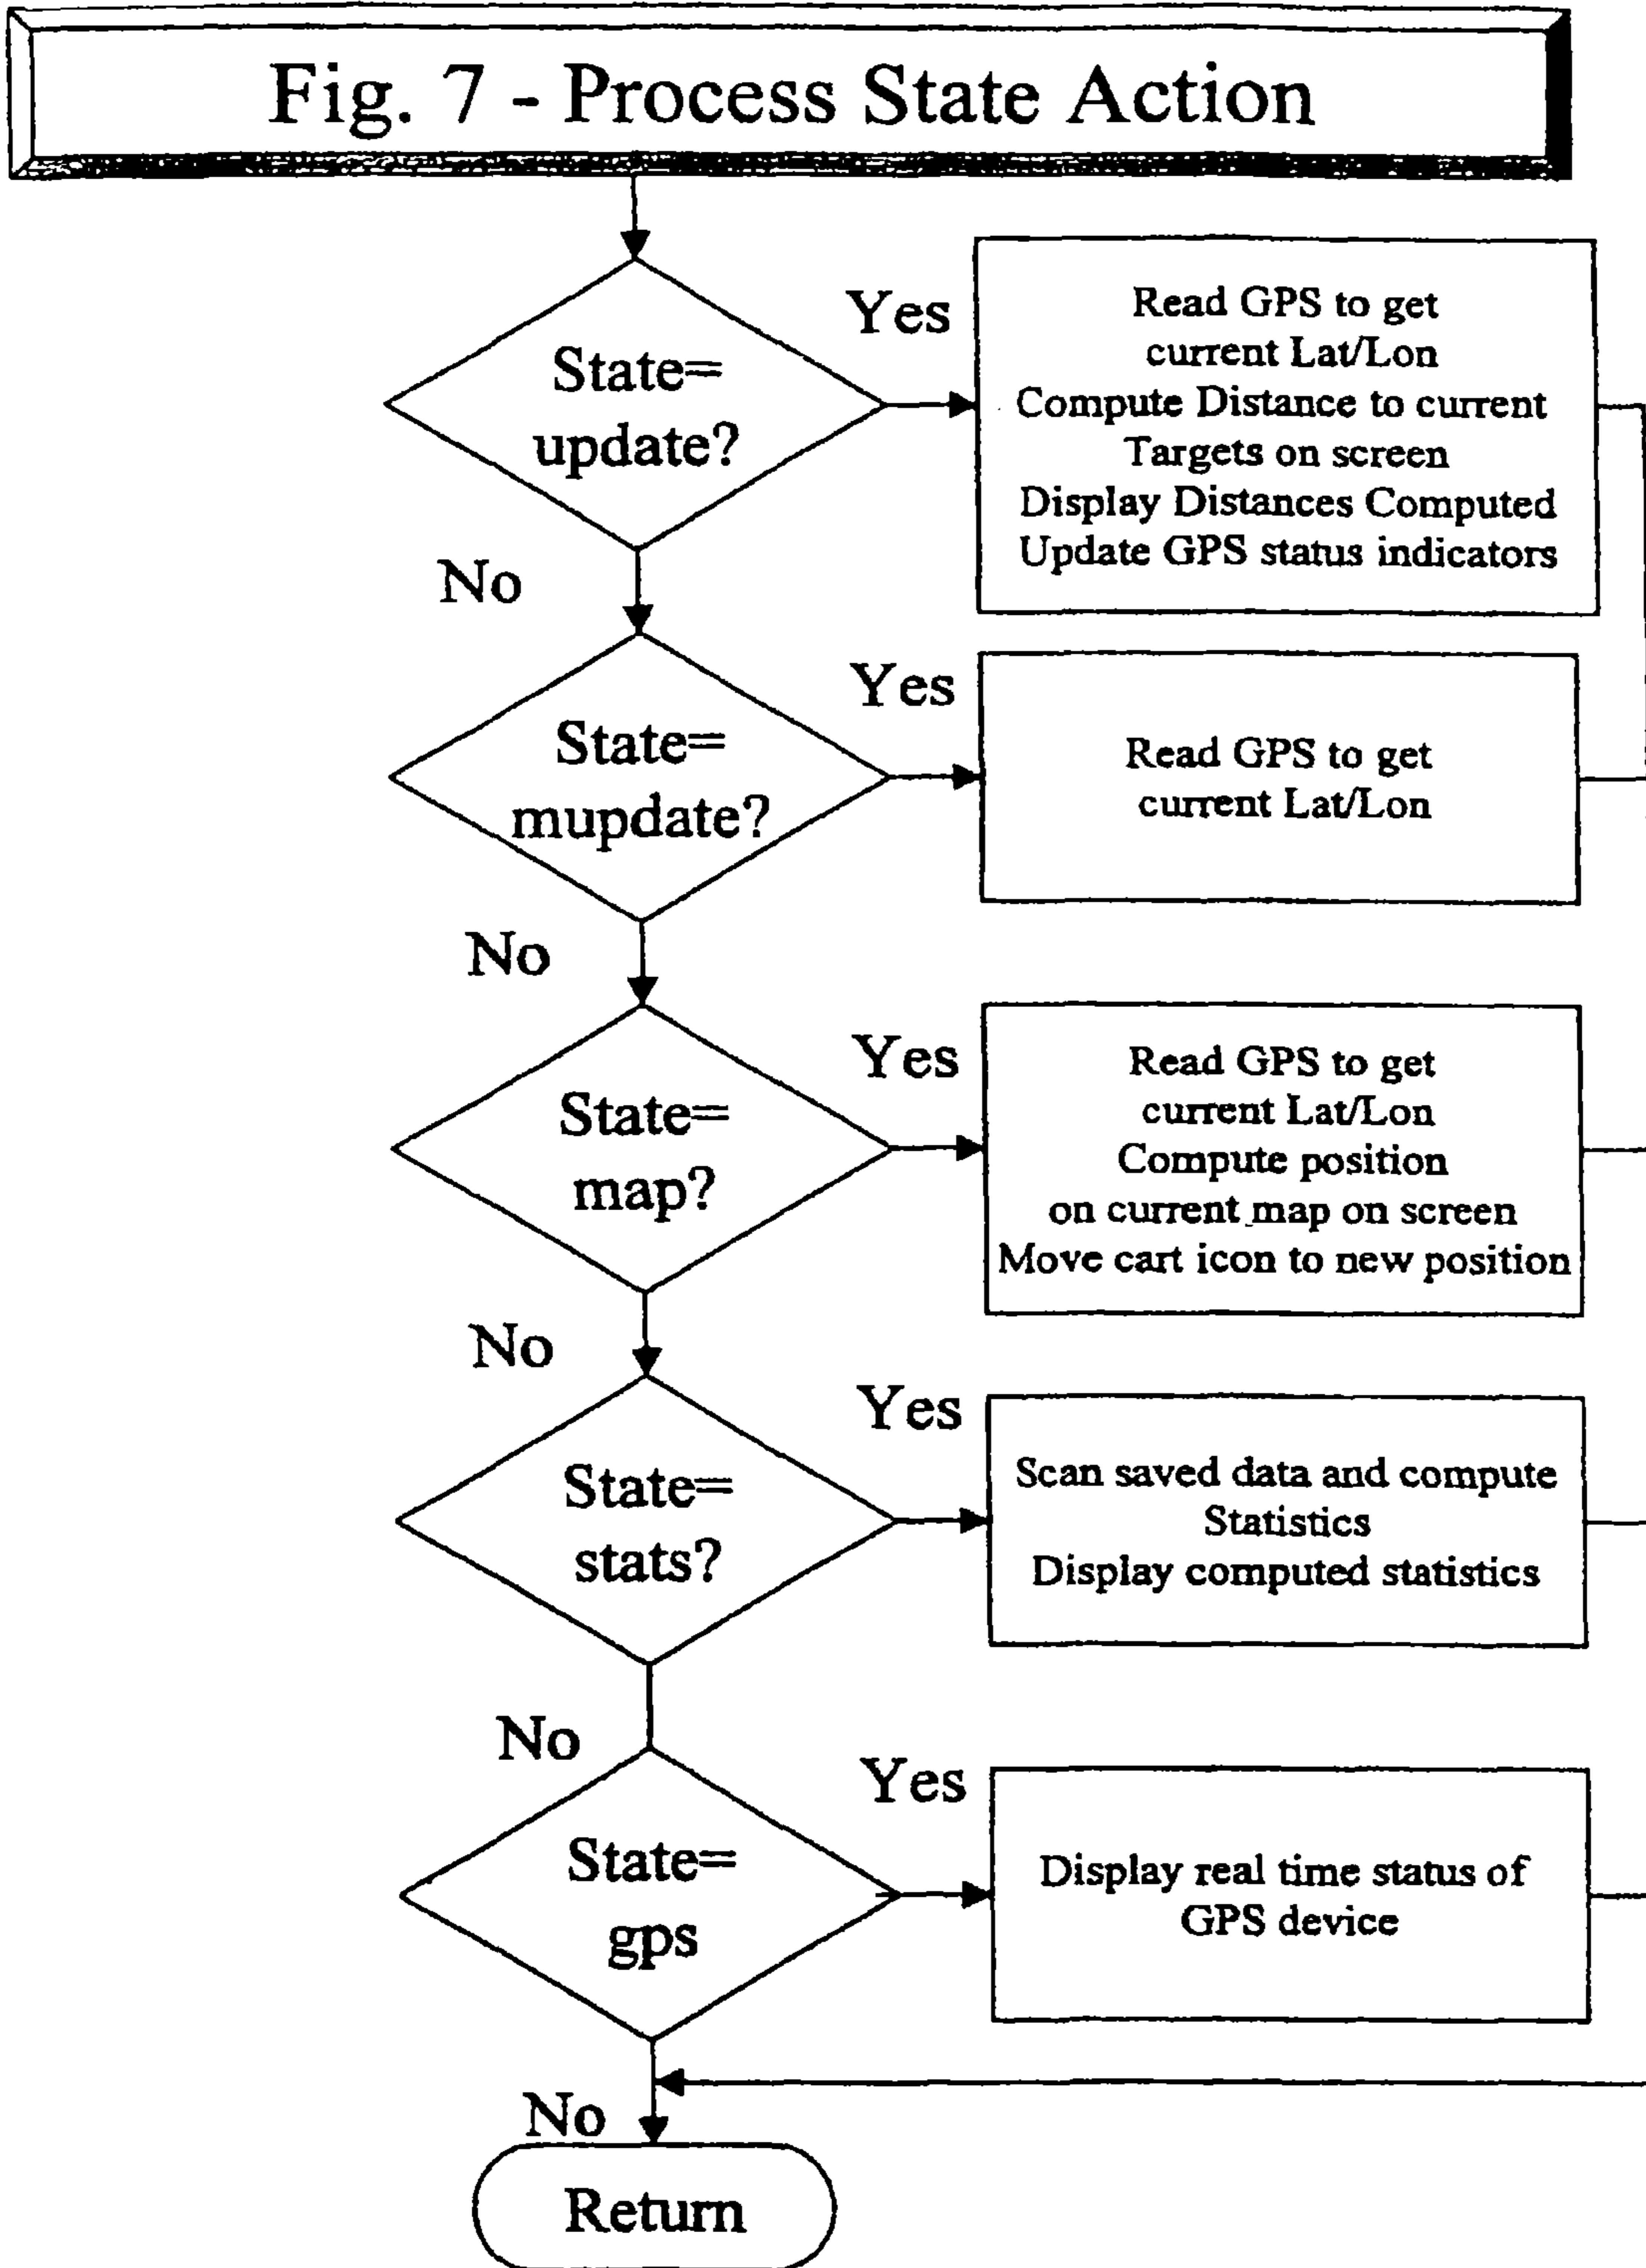 Fig. 7 - Process State Action
State=
update?
Yes
Read GPS to get
current Lat/Lon
Compute Distance to current
Targets on screen
Display Distances Computed
Update GPS status indicators
No
State=
mupdate?
Yes
Read GPS to get
current Lat/Lon
No
State=
map?
Yes
Read GPS to get
current Lat/Lon
Compute position
on current map on screen
Move cart icon to new position
No
State=
stats?
Yes
Scan saved data and compute
Statistics
Display computed statistics
No
State=
gps
Yes
Display real time status of
GPS device
No
Return